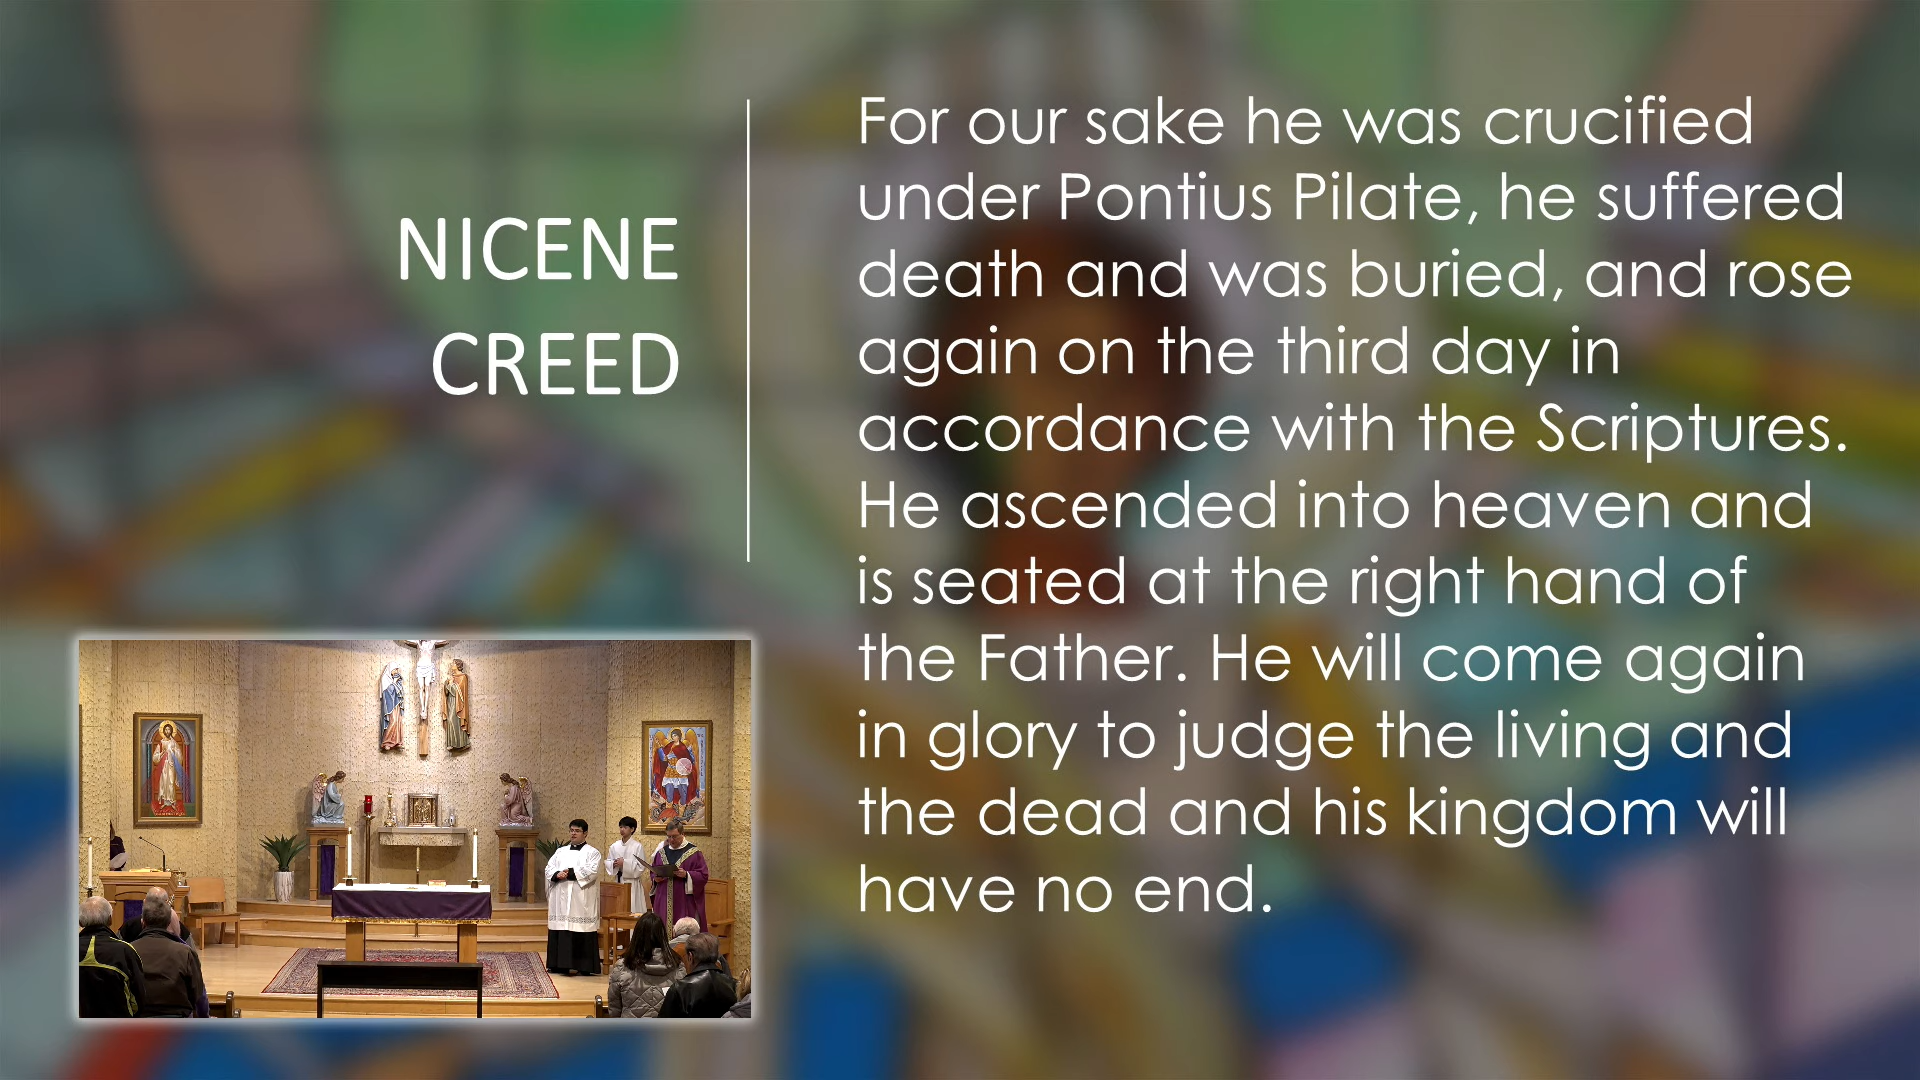 NICENE
CREED
For our sake he was crucified
under Pontius Pilate, he suffered
death and was buried, and rose
again on the third day in
accordance with the Scriptures.
He ascended into heaven and
is seated at the right hand of
the Father. He will come again
in glory to judge the living and
the dead and his kingdom will
have no end.